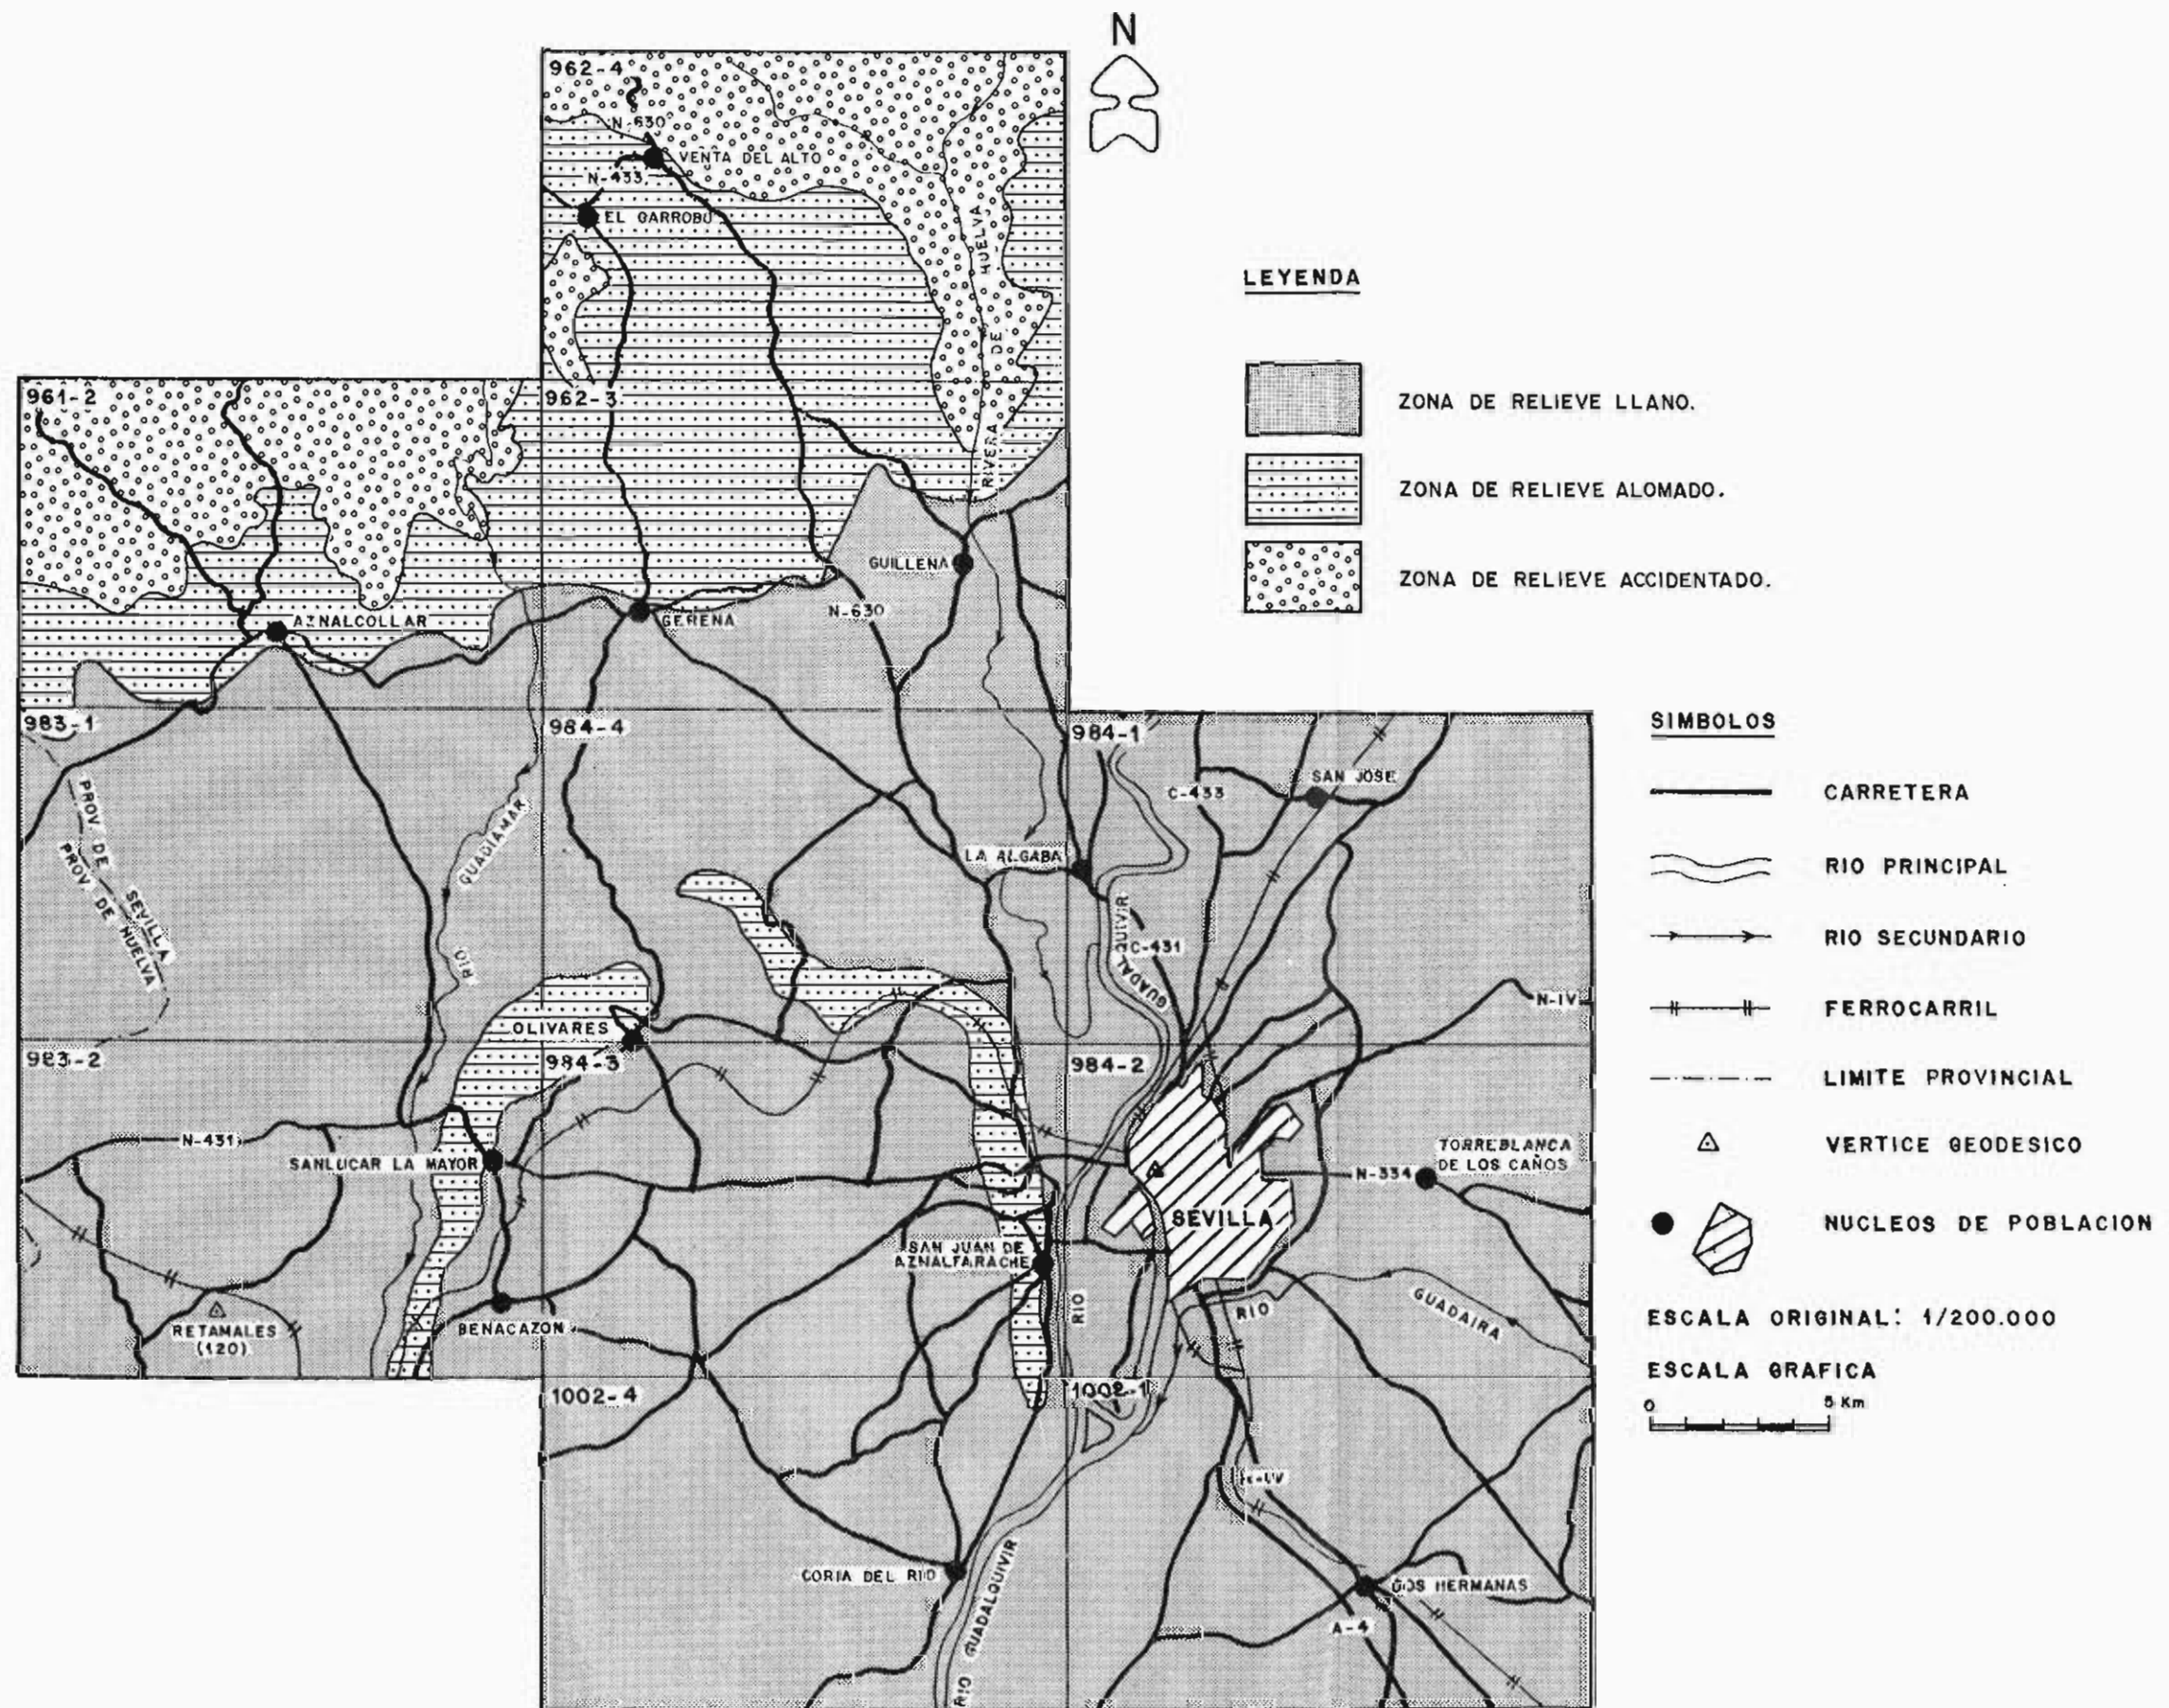 N
962-4
N-630
VENTA DEL ALTO
N-433
EL GARROBO
RIVERA DE HUELVA
961-2
962-3
AZNALCOLLAR
GERENA
GUILLENA
N-630
983-1
984-4
984-1
PROV. DE SEVILLA
PROV. DE HUELVA
RIO GUADIAMAR
C-433
SAN JOSE
LA ALGABA
GUADALQUIVIR
C-431
N-IV
OLIVARES
983-2
984-3
984-2
N-431
SANLUCAR LA MAYOR
TORREBLANCA
DE LOS CAÑOS
N-334
SEVILLA
SAN JUAN DE
AZNALFARACHE
RIO
RIO GUADAIRA
RETAMALES
(120)
BENACAZON
1002-4
1002-1
CORIA DEL RIO
RIO GUADALQUIVIR
DOS HERMANAS
A-4
LEYENDA
ZONA DE RELIEVE LLANO.
ZONA DE RELIEVE ALOMADO.
ZONA DE RELIEVE ACCIDENTADO.
SIMBOLOS
CARRETERA
RIO PRINCIPAL
RIO SECUNDARIO
FERROCARRIL
LIMITE PROVINCIAL
VERTICE GEODESICO
NUCLEOS DE POBLACION
ESCALA ORIGINAL: 1/200.000
ESCALA GRAFICA
0 5 Km